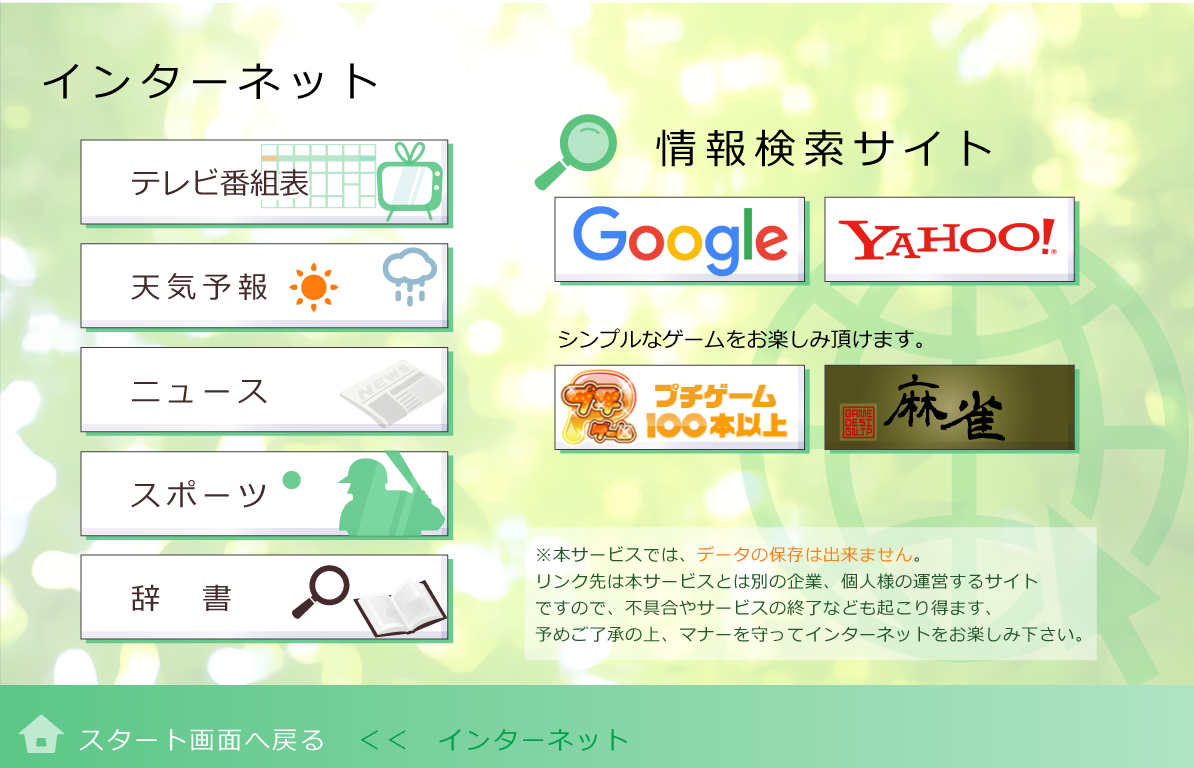 インターネット
テレビ番組表
天気予報
ニュース
NEWS
スポーツ
辞 書
情報検索サイト
Google
YAHOO!
®
シンプルなゲームをお楽しみ頂けます。
プチゲーム
プチゲーム
100本以上
GAME
DESI
GN.JP
麻雀
※本サービスでは、データの保存は出来ません。
リンク先は本サービスとは別の企業、個人様の運営するサイト
ですので、不具合やサービスの終了なども起こり得ます、
予めご了承の上、マナーを守ってインターネットをお楽しみ下さい。
スタート画面へ戻る << インターネット